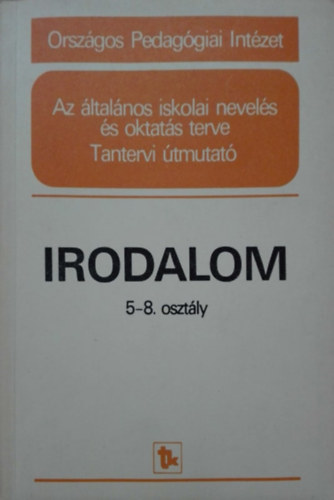 Országos Pedagógiai Intézet
Az általános iskolai nevelés
és oktatás terve
Tantervi útmutató
IRODALOM
5-8. osztály
tk